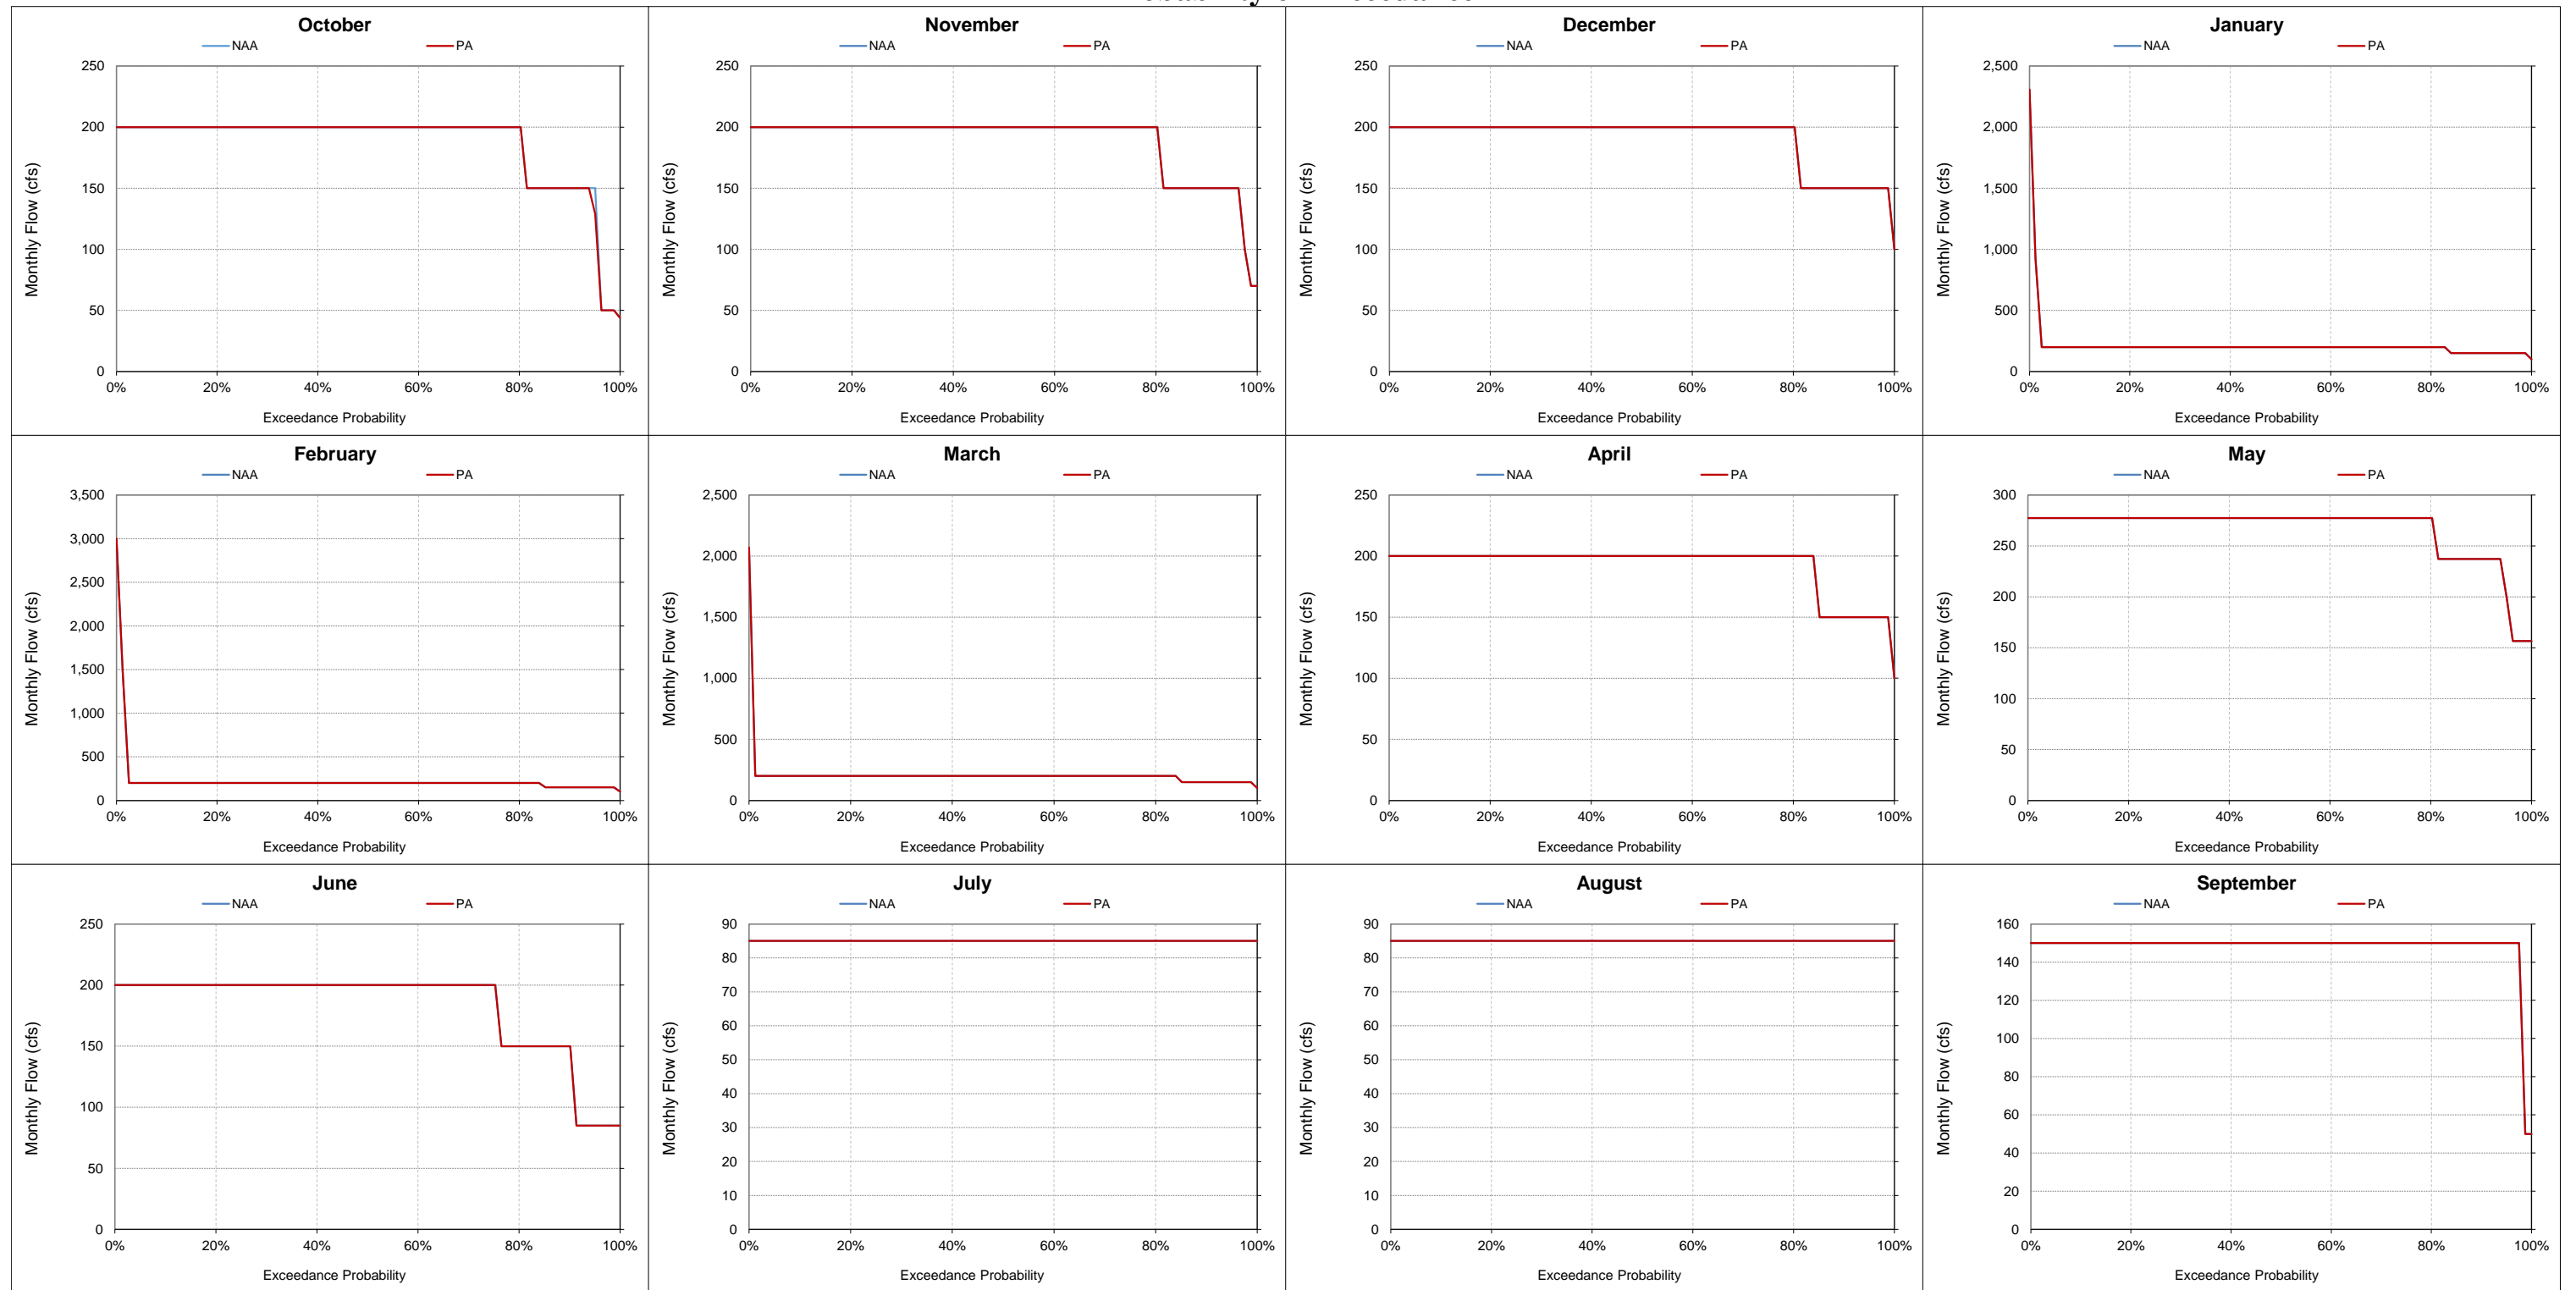 October
NAA PA
250
200
150
100
50
0
0% 20% 40% 60% 80% 100%
Monthly Flow (cfs)
Exceedance Probability
November
NAA PA
250
200
150
100
50
0
0% 20% 40% 60% 80% 100%
Monthly Flow (cfs)
Exceedance Probability
December
NAA PA
250
200
150
100
50
0
0% 20% 40% 60% 80% 100%
Monthly Flow (cfs)
Exceedance Probability
January
NAA PA
2,500
2,000
1,500
1,000
500
0
0% 20% 40% 60% 80% 100%
Monthly Flow (cfs)
Exceedance Probability
February
NAA PA
3,500
3,000
2,500
2,000
1,500
1,000
500
0
0% 20% 40% 60% 80% 100%
Monthly Flow (cfs)
Exceedance Probability
March
NAA PA
2,500
2,000
1,500
1,000
500
0
0% 20% 40% 60% 80% 100%
Monthly Flow (cfs)
Exceedance Probability
April
NAA PA
250
200
150
100
50
0
0% 20% 40% 60% 80% 100%
Monthly Flow (cfs)
Exceedance Probability
May
NAA PA
300
250
200
150
100
50
0
0% 20% 40% 60% 80% 100%
Monthly Flow (cfs)
Exceedance Probability
June
NAA PA
250
200
150
100
50
0
0% 20% 40% 60% 80% 100%
Monthly Flow (cfs)
Exceedance Probability
July
NAA PA
90
80
70
60
50
40
30
20
10
0
0% 20% 40% 60% 80% 100%
Monthly Flow (cfs)
Exceedance Probability
August
NAA PA
90
80
70
60
50
40
30
20
10
0
0% 20% 40% 60% 80% 100%
Monthly Flow (cfs)
Exceedance Probability
September
NAA PA
160
140
120
100
80
60
40
20
0
0% 20% 40% 60% 80% 100%
Monthly Flow (cfs)
Exceedance Probability